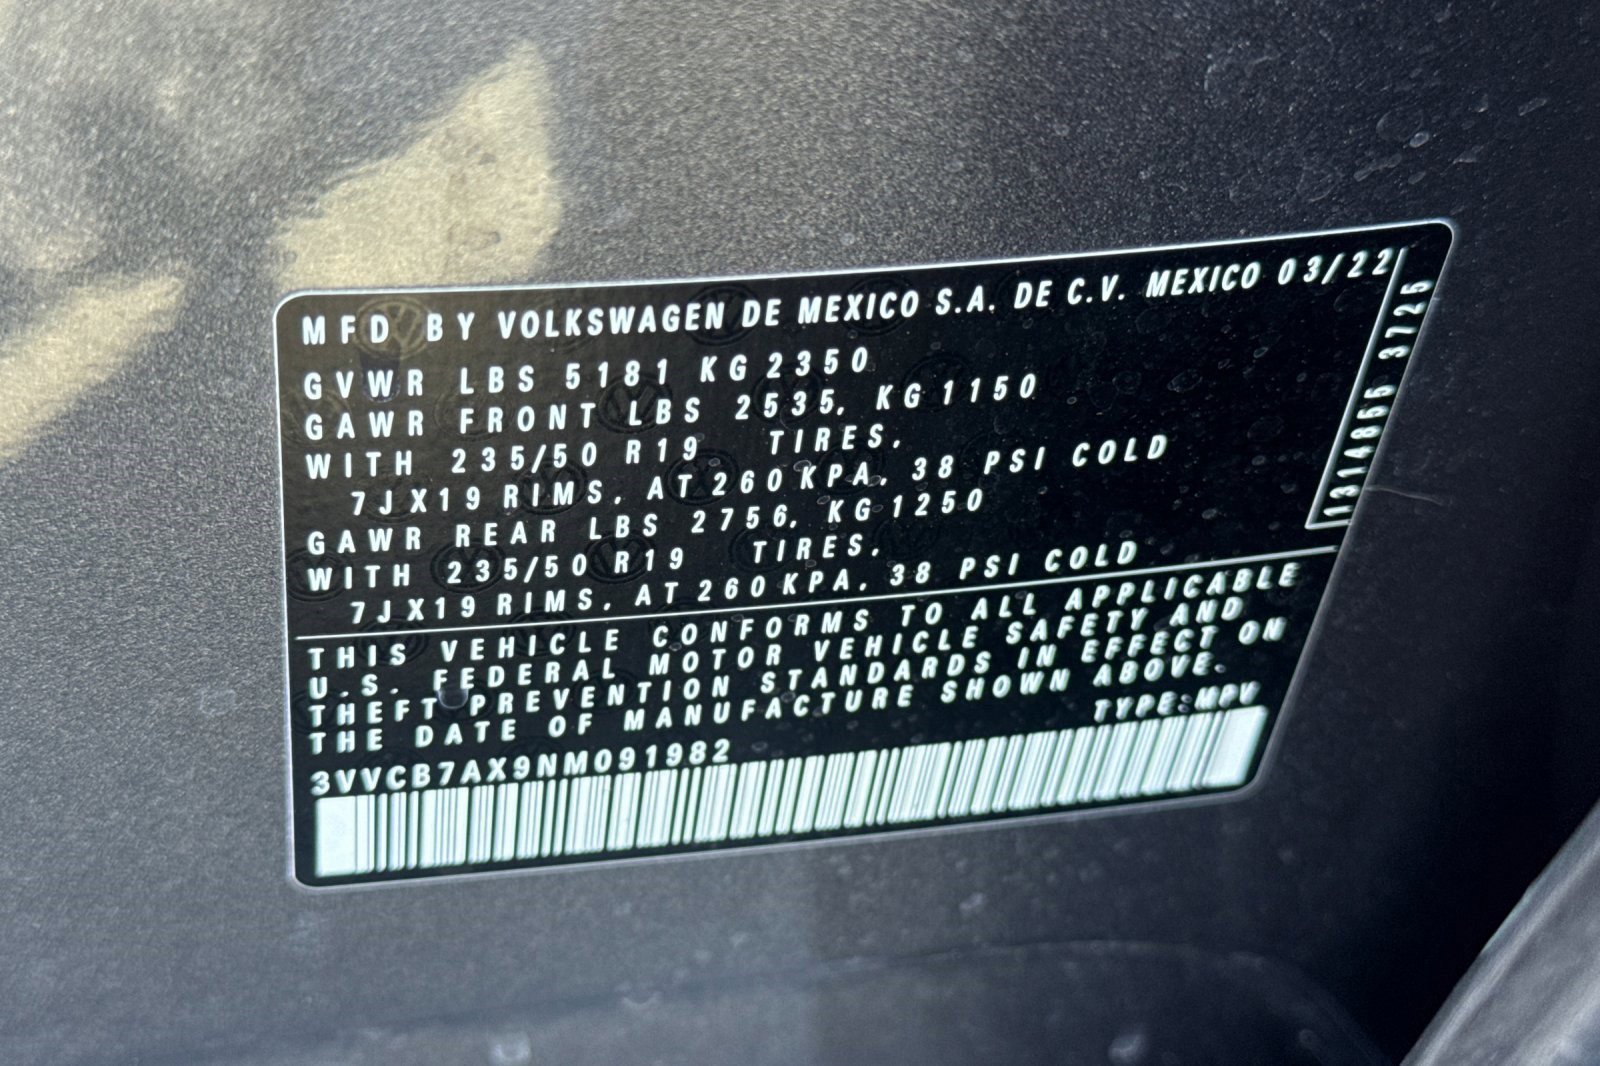 MFD BY VOLKSWAGEN DE MEXICO S.A. DE C.V. MEXICO 03/22
GVWR LBS 5181 KG 2350
GAWR FRONT LBS 2535, KG 1150
WITH 235/50 R19 TIRES,
7JX19 RIMS, AT 260 KPA, 38 PSI COLD
GAWR REAR LBS 2756, KG 1250
WITH 235/50 R19 TIRES,
7JX19 RIMS, AT 260 KPA, 38 PSI COLD
THIS VEHICLE CONFORMS TO ALL APPLICABLE
U.S. FEDERAL MOTOR VEHICLE SAFETY AND
THEFT PREVENTION STANDARDS IN EFFECT ON
THE DATE OF MANUFACTURE SHOWN ABOVE.
TYPE:MPV
3VVCB7AX9NM091982
1314855 3725